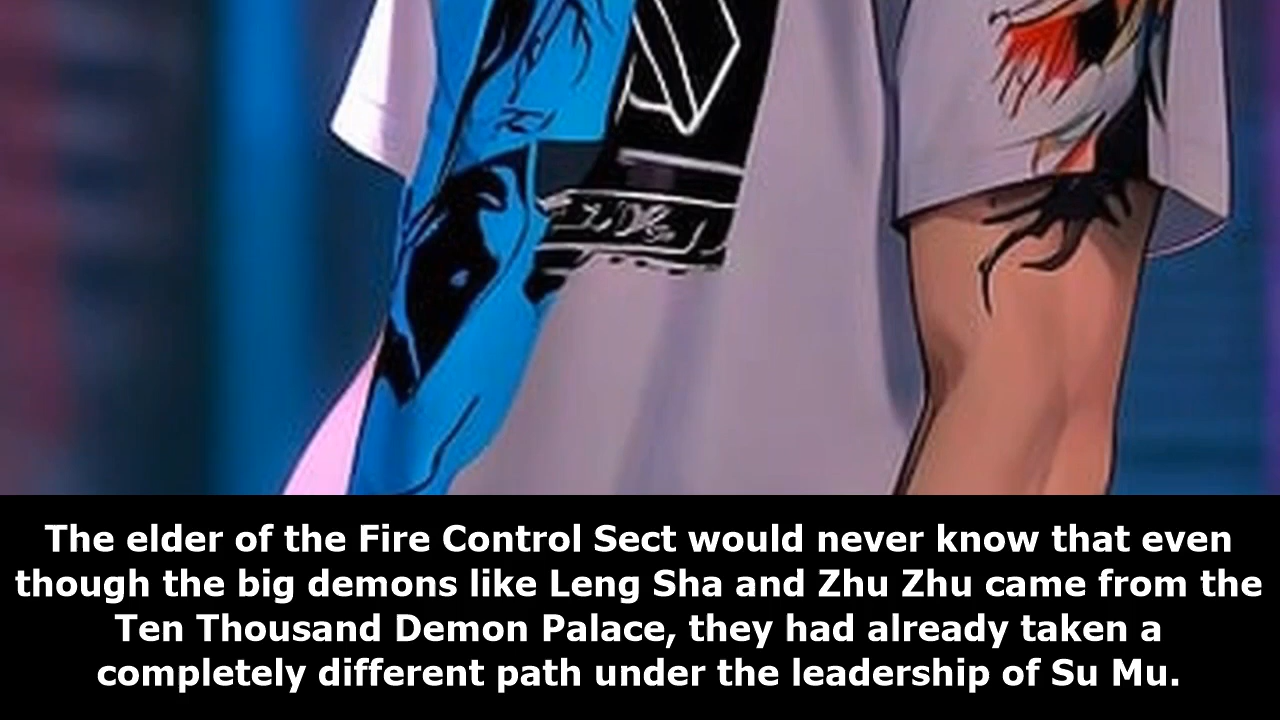 The elder of the Fire Control Sect would never know that even
though the big demons like Leng Sha and Zhu Zhu came from the
Ten Thousand Demon Palace, they had already taken a
completely different path under the leadership of Su Mu.